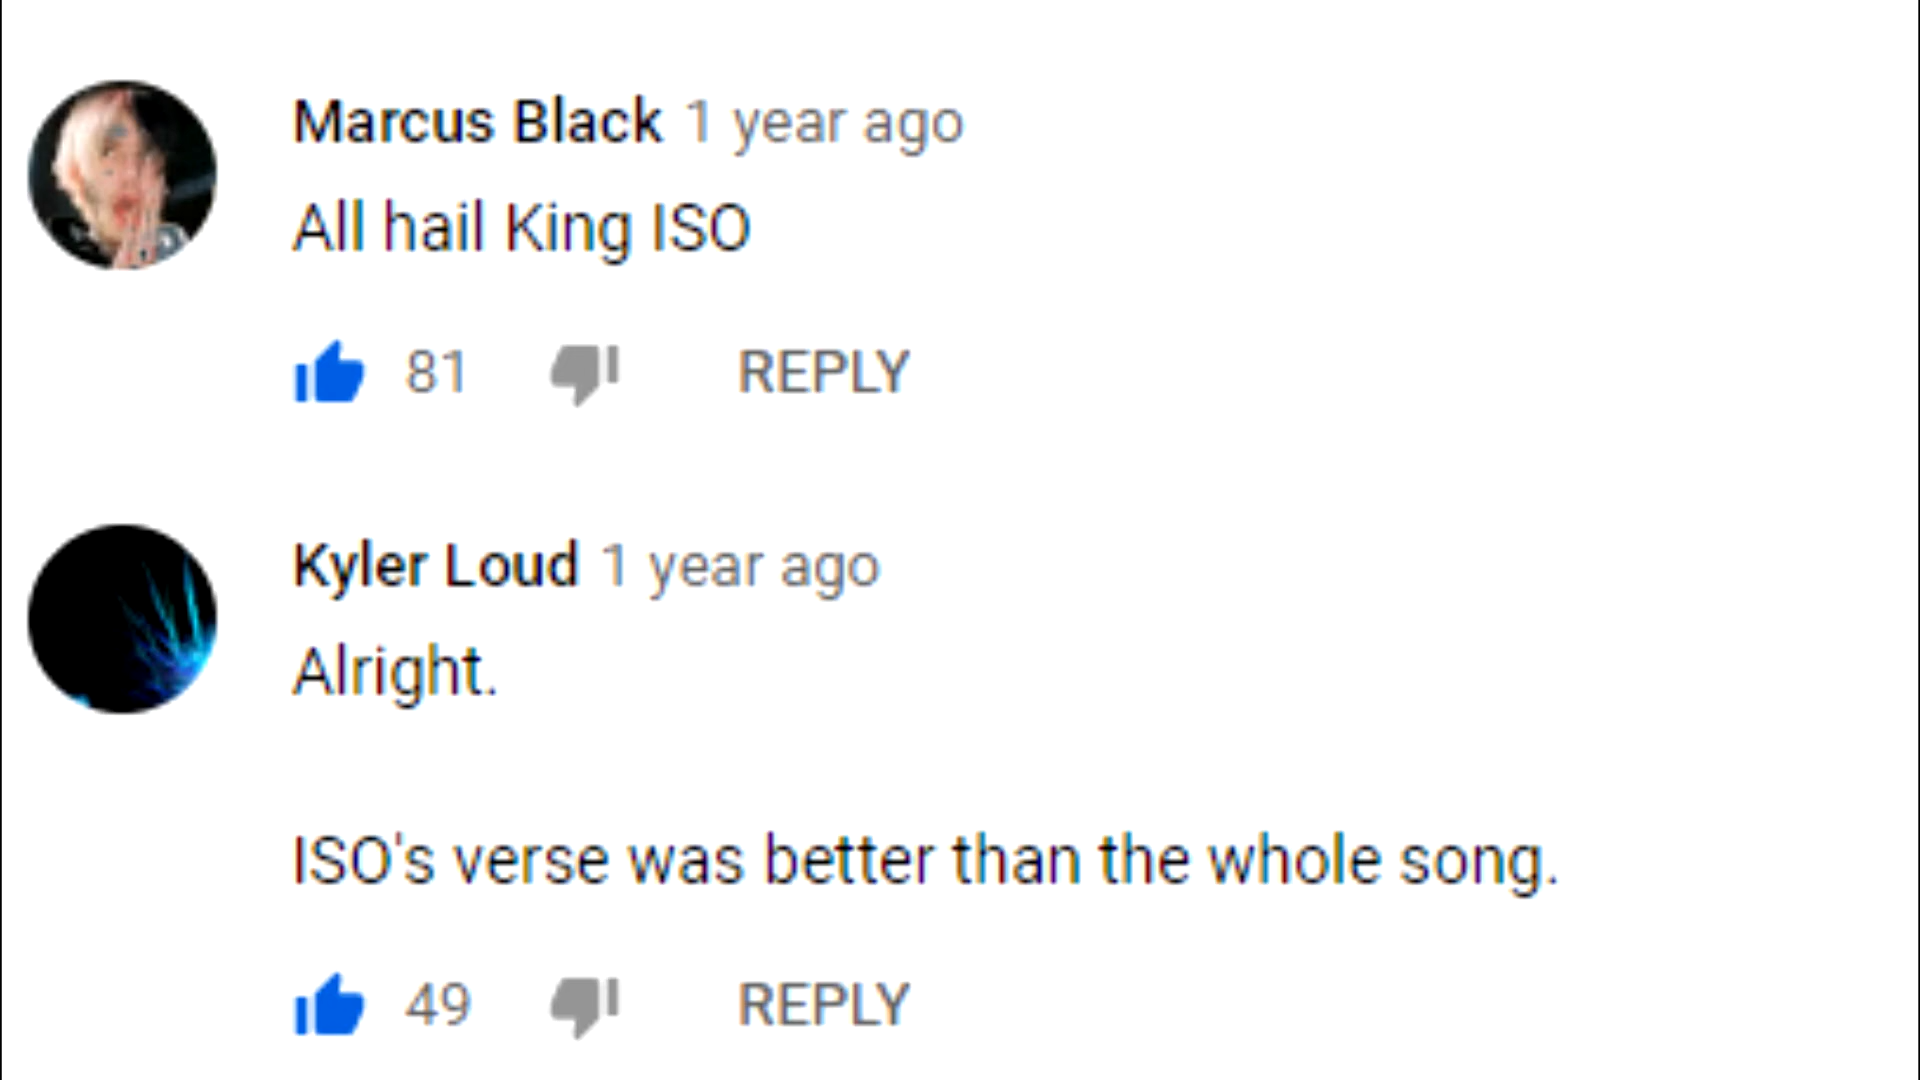 Marcus Black 1 year ago
All hail King ISO
81 REPLY
Kyler Loud 1 year ago
Alright.
ISO's verse was better than the whole song.
49 REPLY